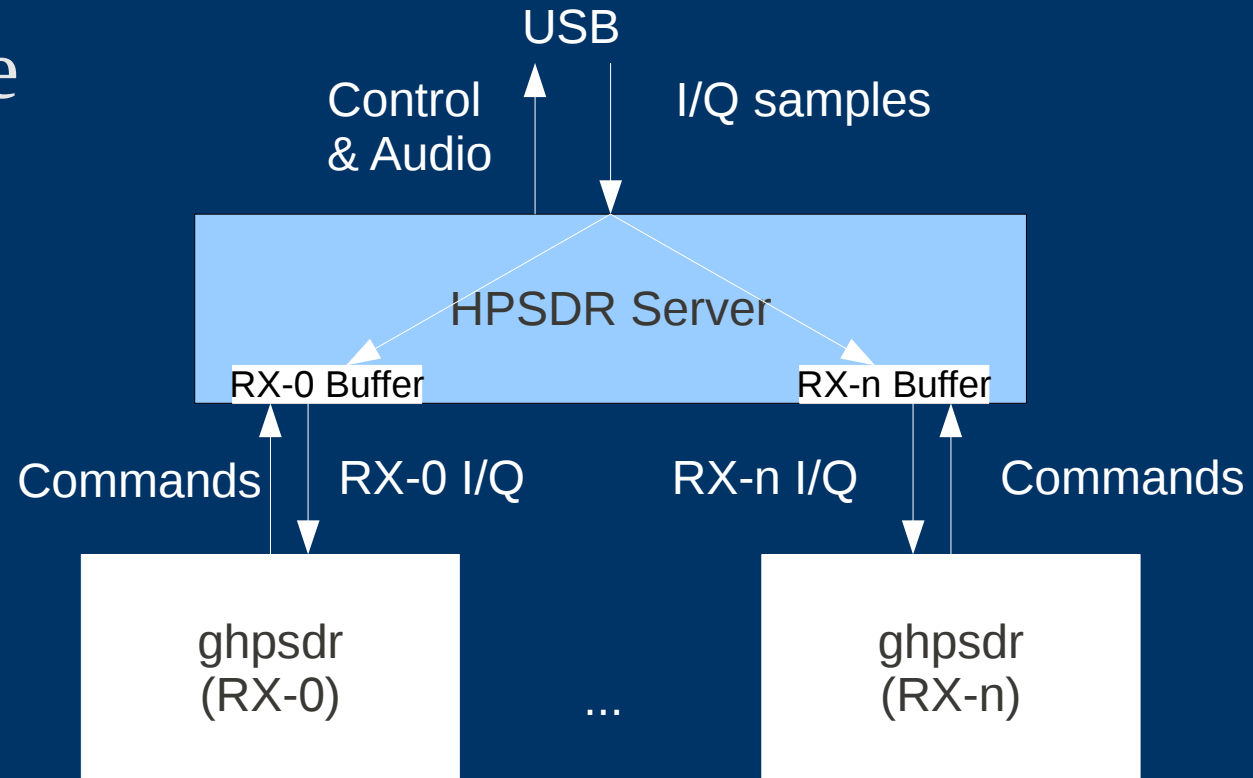 USB
e
Control
& Audio
I/Q samples
HPSDR Server
RX-0 Buffer
RX-n Buffer
Commands
RX-0 I/Q
RX-n I/Q
Commands
ghpsdr
(RX-0)
...
ghpsdr
(RX-n)